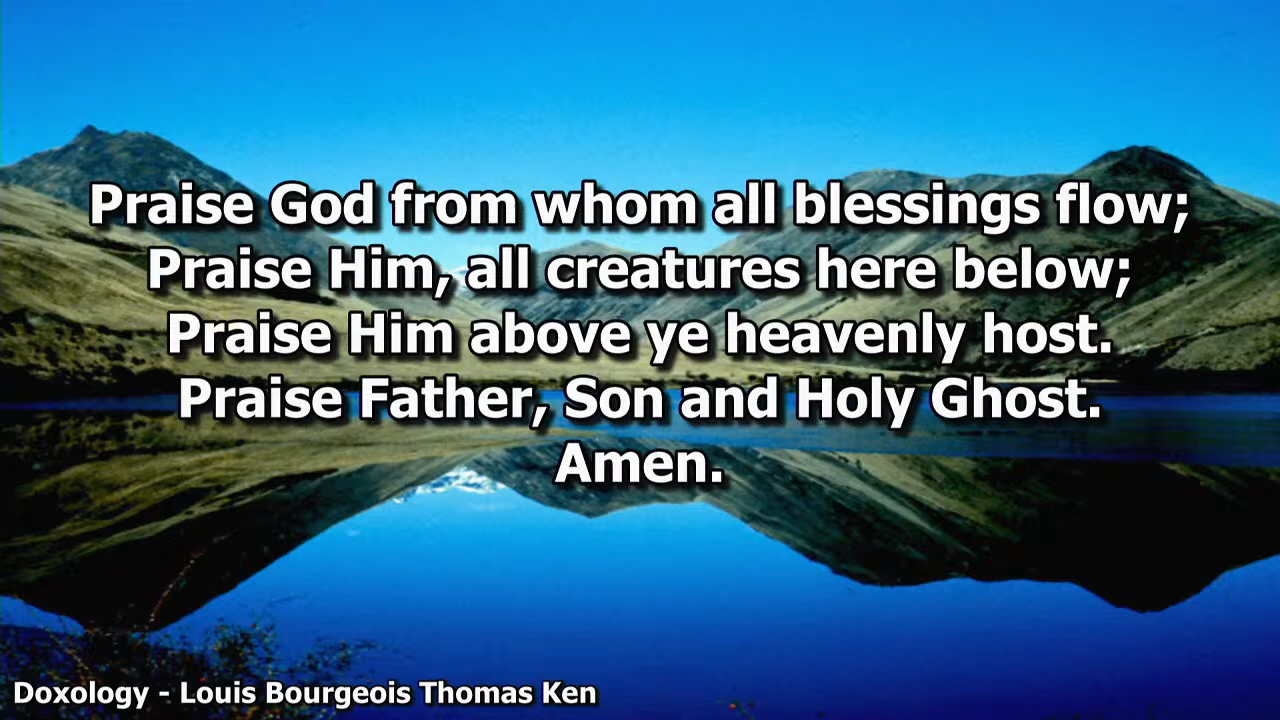 Praise God from whom all blessings flow;
Praise Him, all creatures here below;
Praise Him above ye heavenly host.
Praise Father, Son and Holy Ghost.
Amen.
Doxology - Louis Bourgeois Thomas Ken